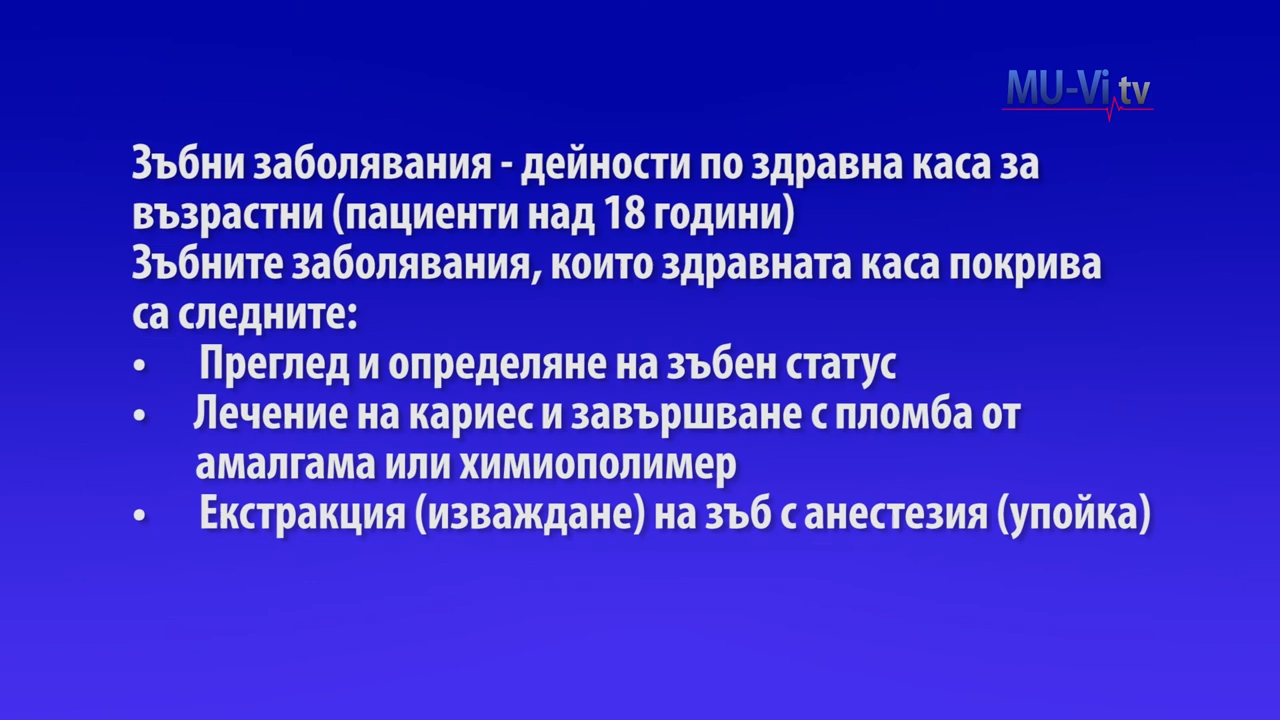 MU-Vi.tv
Зъбни заболявания - дейности по здравна каса за
възрастни (пациенти над 18 години)
Зъбните заболявания, които здравната каса покрива
са следните:
• Преглед и определяне на зъбен статус
• Лечение на кариес и завършване с пломба от
амалгама или химиополимер
• Екстракция (изваждане) на зъб с анестезия (упойка)